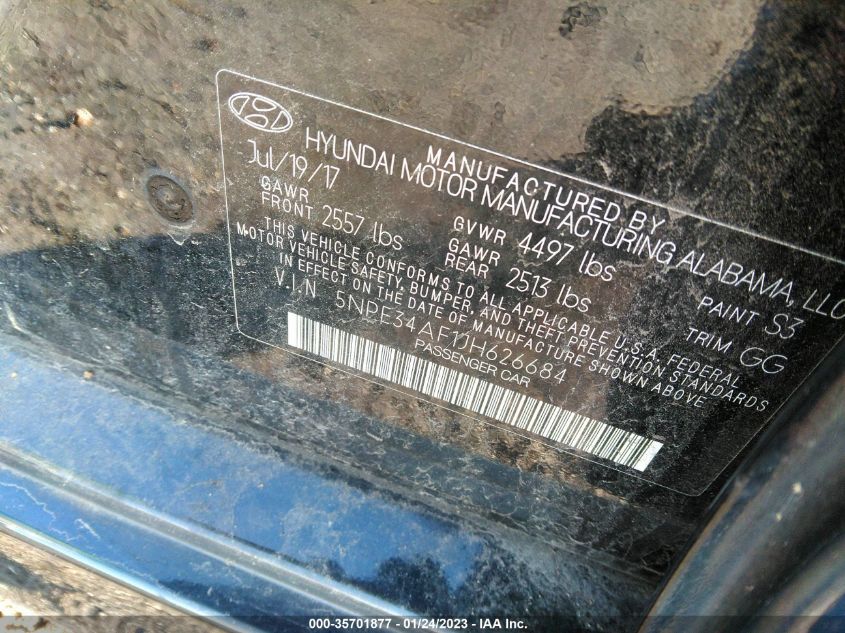 MANUFACTURED BY
HYUNDAI MOTOR MANUFACTURING ALABAMA, LLC
Jul/19/17 GVWR 4497 lbs PAINT S3
GAWR FRONT 2557 lbs GAWR REAR 2513 lbs TRIM GG
THIS VEHICLE CONFORMS TO ALL APPLICABLE U.S.A. FEDERAL
MOTOR VEHICLE SAFETY, BUMPER, AND THEFT PREVENTION STANDARDS
IN EFFECT ON THE DATE OF MANUFACTURE SHOWN ABOVE
V.I.N 5NPE34AF1JH626684
PASSENGER CAR
000-35701877 - 01/24/2023 - © IAA Inc.